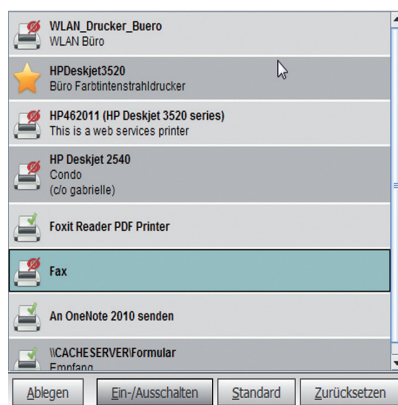 WLAN_Drucker_Buero
WLAN Büro
HPDeskjet3520
Büro Farbtintenstrahldrucker
HP462011 (HP Deskjet 3520 series)
This is a web services printer
HP Deskjet 2540
Condo
(c/o gabrielle)
Foxit Reader PDF Printer
Fax
An OneNote 2010 senden
\\CACHESERVER\Formular
Empfang
Ablegen Ein-/Ausschalten Standard Zurücksetzen